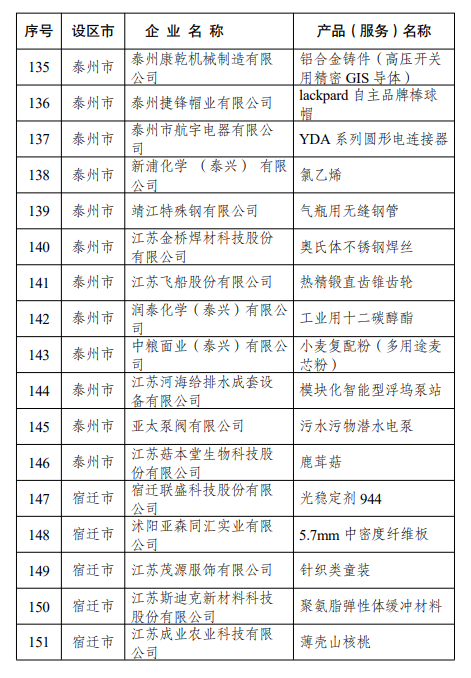 序号 设区市 企 业 名 称 产品（服务）名称
135 泰州市 泰州康乾机械制造有限公司 铝合金铸件（高压开关用精密 GIS 导体）
136 泰州市 泰州捷锋帽业有限公司 lackpard 自主品牌棒球帽
137 泰州市 泰州市航宇电器有限公司 YDA 系列圆形电连接器
138 泰州市 新浦化学 （泰兴） 有限公司 氯乙烯
139 泰州市 靖江特殊钢有限公司 气瓶用无缝钢管
140 泰州市 江苏金桥焊材科技股份有限公司 奥氏体不锈钢焊丝
141 泰州市 江苏飞船股份有限公司 热精锻直齿锥齿轮
142 泰州市 润泰化学（泰兴）有限公司 工业用十二碳醇酯
143 泰州市 中粮面业（泰兴）有限公司 小麦复配粉（多用途麦芯粉）
144 泰州市 江苏河海给排水成套设备有限公司 模块化智能型浮坞泵站
145 泰州市 亚太泵阀有限公司 污水污物潜水电泵
146 泰州市 江苏菇本堂生物科技股份有限公司 鹿茸菇
147 宿迁市 宿迁联盛科技股份有限公司 光稳定剂 944
148 宿迁市 沭阳亚森同汇实业有限公司 5.7mm 中密度纤维板
149 宿迁市 江苏茂源服饰有限公司 针织类童装
150 宿迁市 江苏斯迪克新材料科技股份有限公司 聚氨脂弹性体缓冲材料
151 宿迁市 江苏成业农业科技有限公司 薄壳山核桃